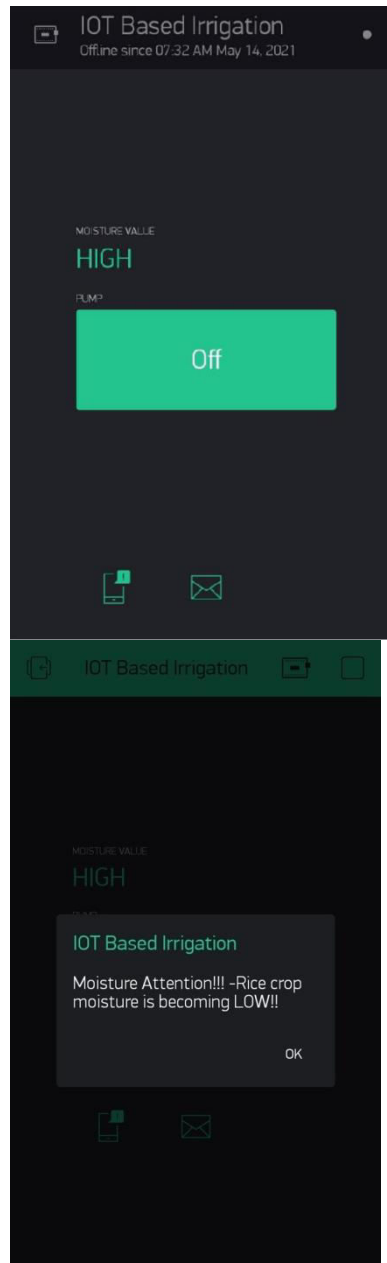 IOT Based Irrigation
Offline since 07:32 AM May 14, 2021
MOISTURE VALUE
HIGH
PUMP
Off
IOT Based Irrigation
MOISTURE VALUE
HIGH
PUMP
IOT Based Irrigation
Moisture Attention!!! -Rice crop
moisture is becoming LOW!!
OK